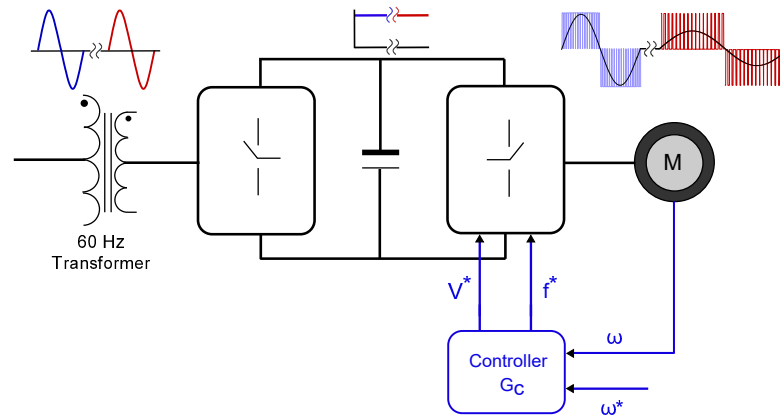 M
60 Hz
Transformer
V*
f*
Controller
Gc
ω
ω*